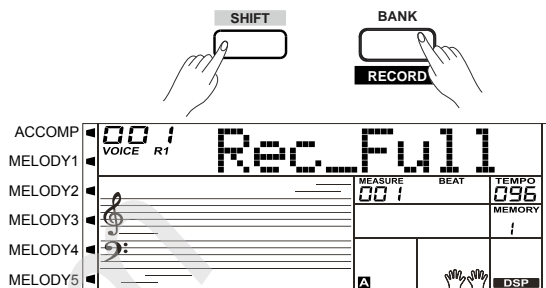 SHIFT
BANK
RECORD
ACCOMP
MELODY1
MELODY2
MELODY3
MELODY4
MELODY5
001
VOICE R1
Rec_Full
MEASURE BEAT TEMPO
001 096
MEMORY
1
A
DSP